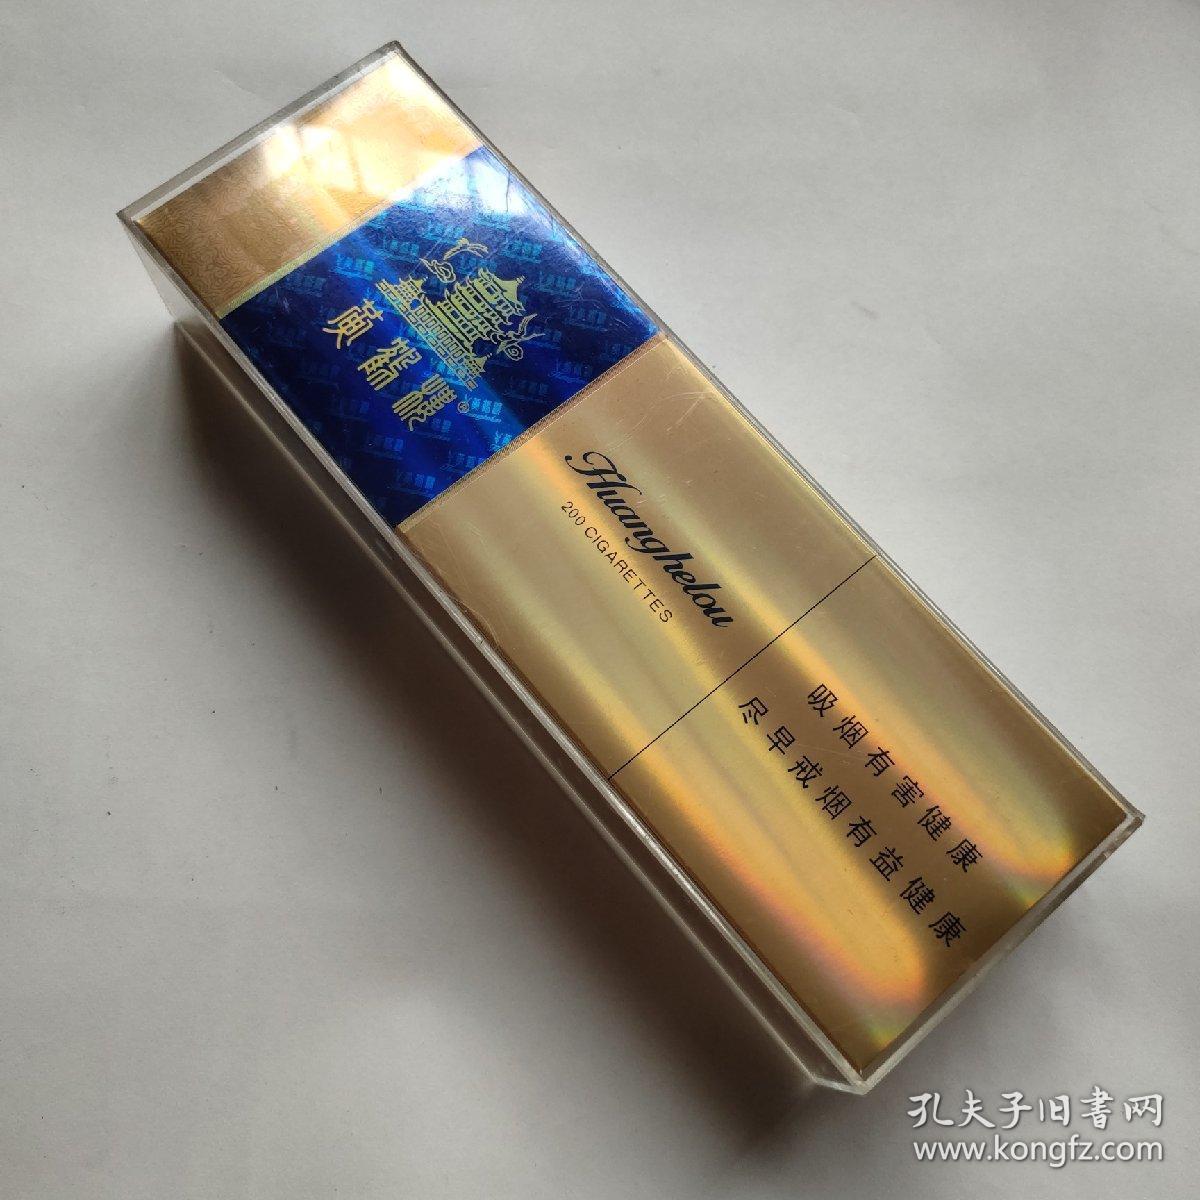 黄鹤楼®
Huanghelou
200 CIGARETTES
吸烟有害健康
尽早戒烟有益健康
孔夫子旧書网
www.kongfz.com